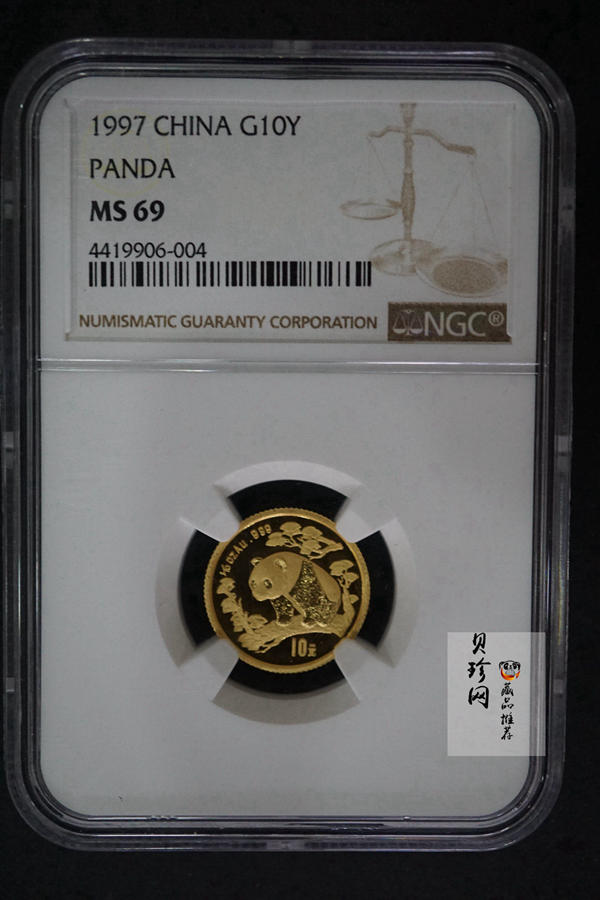 1997 CHINA G10Y
PANDA
MS 69
4419906-004
NUMISMATIC GUARANTY CORPORATION
NGC®
1/10 oz Au .999
10元
贝珍网
藏品推荐